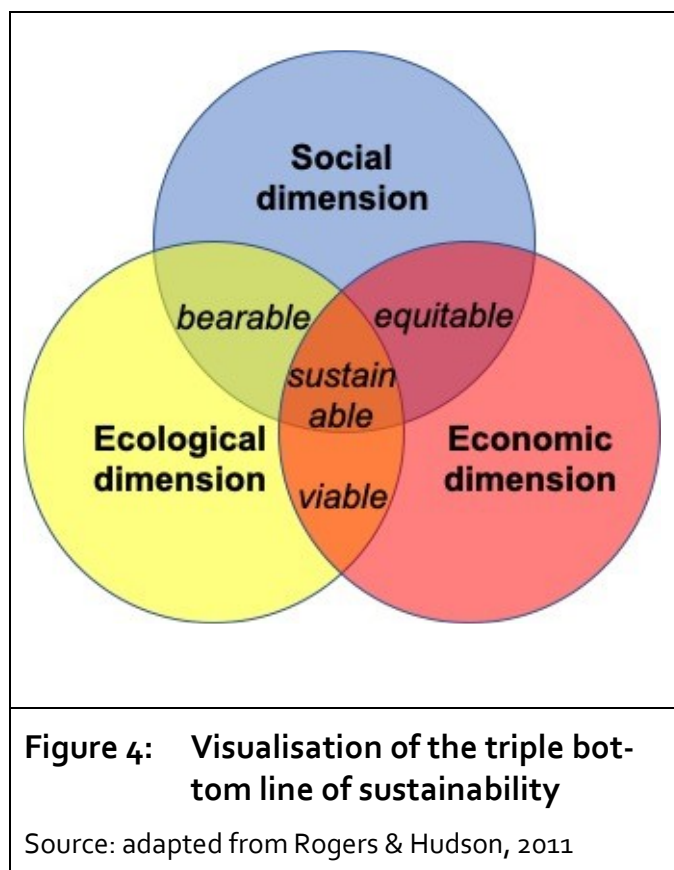 Social
dimension
bearable
equitable
sustain
able
Ecological
dimension
Economic
dimension
viable
Figure 4: Visualisation of the triple bot-
tom line of sustainability
Source: adapted from Rogers & Hudson, 2011